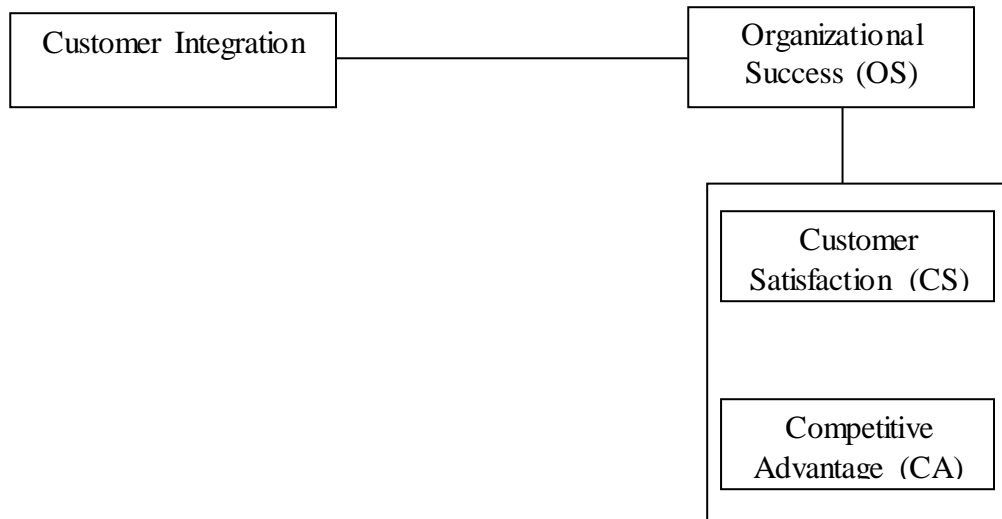 Customer Integration
Organizational
Success (OS)
Customer
Satisfaction (CS)
Competitive
Advantage (CA)